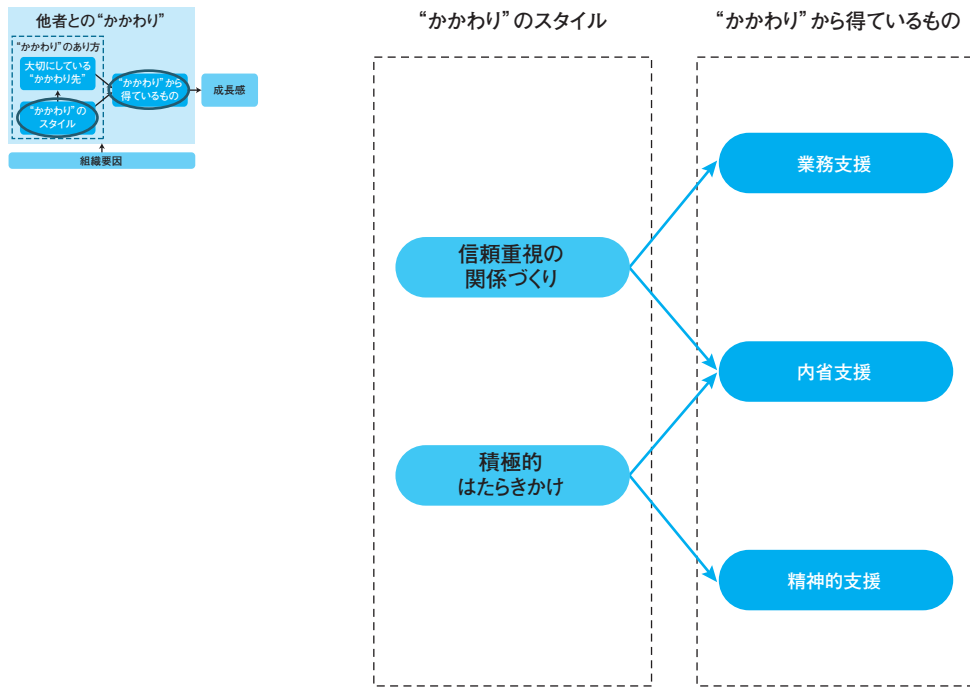 他者との“かかわり”
“かかわり”のあり方
大切にしている
“かかわり先”
“かかわり”の
スタイル
“かかわり”から
得ているもの
成長感
組織要因
“かかわり”のスタイル
“かかわり”から得ているもの
信頼重視の
関係づくり
積極的
はたらきかけ
業務支援
内省支援
精神的支援